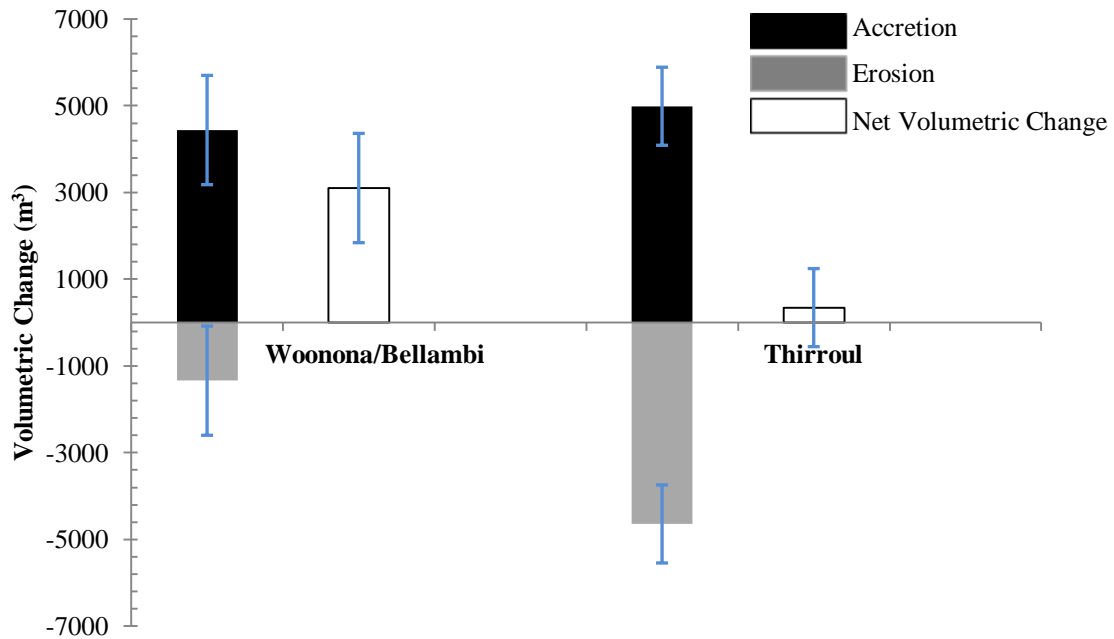 7000
5000
3000
1000
-1000
-3000
-5000
-7000
Volumetric Change (m³)
Accretion
Erosion
Net Volumetric Change
Woonona/Bellambi
Thirroul